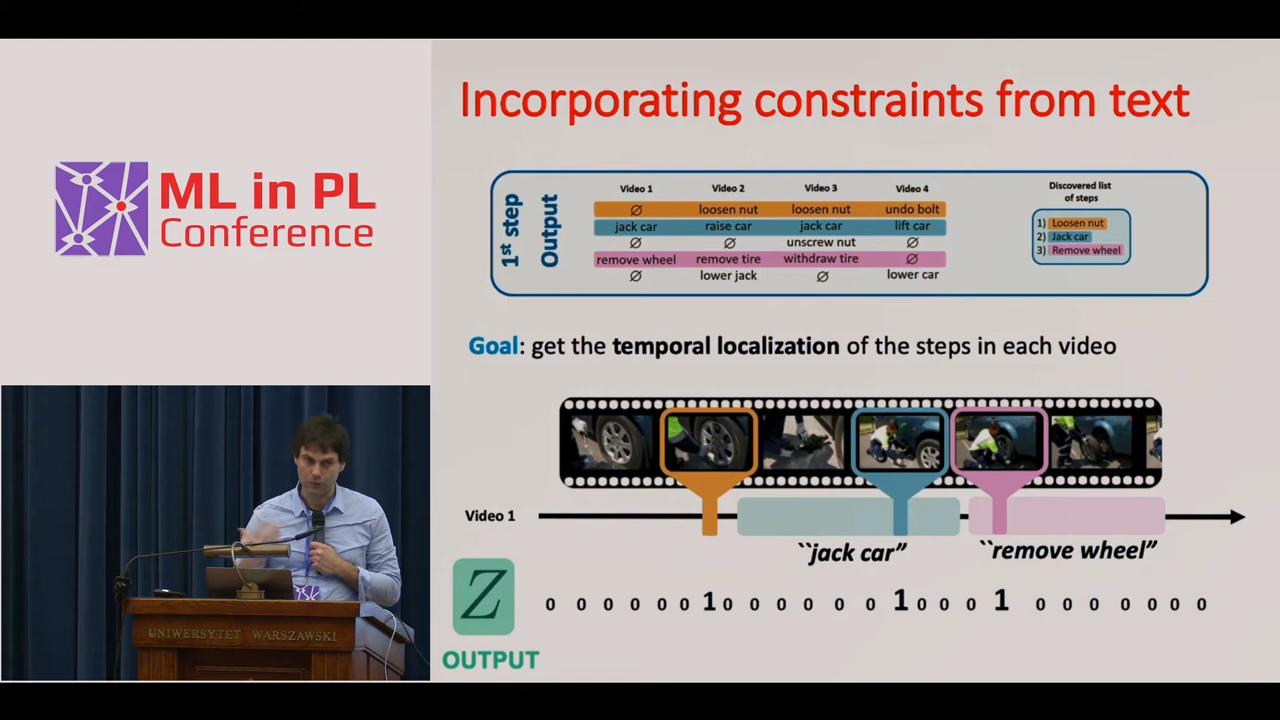 ML in PL
Conference
Incorporating constraints from text
1st step
Output
Video 1 Video 2 Video 3 Video 4
∅ loosen nut loosen nut undo bolt
jack car raise car jack car lift car
∅ ∅ unscrew nut ∅
remove wheel remove tire withdraw tire ∅
∅ lower jack ∅ lower car
Discovered list
of steps
1) Loosen nut
2) Jack car
3) Remove wheel
Goal: get the temporal localization of the steps in each video
Video 1
``jack car” ``remove wheel”
Z
0 0 0 0 0 0 1 0 0 0 0 0 0 1 0 0 0 1 0 0 0 0 0 0 0
OUTPUT
UNIWERSYTET WARSZAWSKI